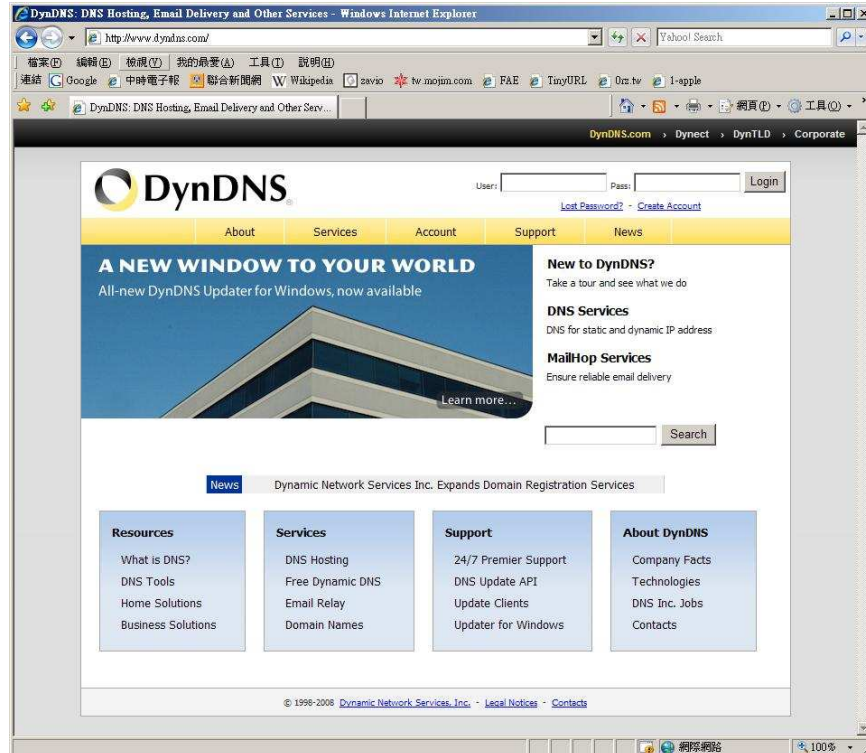 DynDNS: DNS Hosting, Email Delivery and Other Services - Windows Internet Explorer
http://www.dyndns.com/
Yahoo! Search
檔案(F) 編輯(E) 檢視(V) 我的最愛(A) 工具(T) 說明(H)
連結 Google 中時電子報 聯合新聞網 Wikipedia zavio tw.mojim.com FAE TinyURL 0rz.tw 1-apple
DynDNS: DNS Hosting, Email Delivery and Other Serv...
網頁(P) 工具(O)
DynDNS.com › Dynect › DynTLD › Corporate
DynDNS
User: Pass: Login
Lost Password? - Create Account
About Services Account Support News
A NEW WINDOW TO YOUR WORLD
All-new DynDNS Updater for Windows, now available
Learn more...
New to DynDNS?
Take a tour and see what we do
DNS Services
DNS for static and dynamic IP address
MailHop Services
Ensure reliable email delivery
Search
News Dynamic Network Services Inc. Expands Domain Registration Services
Resources
What is DNS?
DNS Tools
Home Solutions
Business Solutions
Services
DNS Hosting
Free Dynamic DNS
Email Relay
Domain Names
Support
24/7 Premier Support
DNS Update API
Update Clients
Updater for Windows
About DynDNS
Company Facts
Technologies
DNS Inc. Jobs
Contacts
© 1998-2008 Dynamic Network Services, Inc. - Legal Notices - Contacts
網際網路 100%